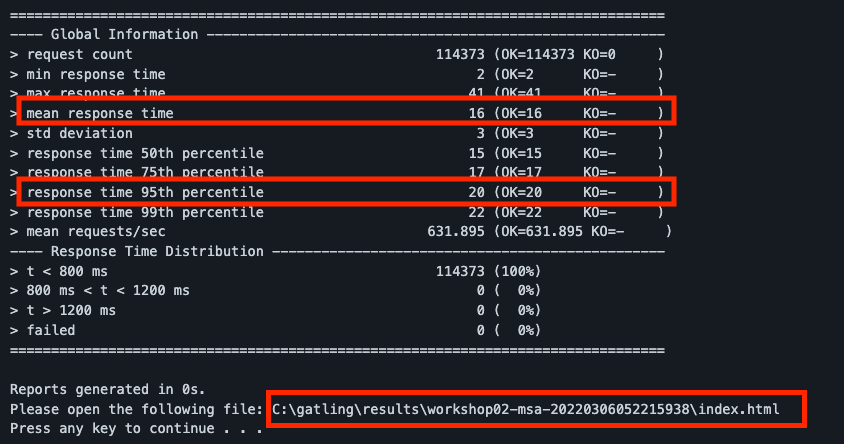 ================================================================================
---- Global Information --------------------------------------------------------
> request count                                     114373 (OK=114373 KO=0     )
> min response time                                      2 (OK=2      KO=-     )
> max response time                                     41 (OK=41     KO=-     )
> mean response time                                    16 (OK=16     KO=-     )
> std deviation                                          3 (OK=3      KO=-     )
> response time 50th percentile                         15 (OK=15     KO=-     )
> response time 75th percentile                         17 (OK=17     KO=-     )
> response time 95th percentile                         20 (OK=20     KO=-     )
> response time 99th percentile                         22 (OK=22     KO=-     )
> mean requests/sec                                631.895 (OK=631.895 KO=-     )
---- Response Time Distribution ------------------------------------------------
> t < 800 ms                                        114373 (100%)
> 800 ms < t < 1200 ms                                   0 (  0%)
> t > 1200 ms                                            0 (  0%)
> failed                                                 0 (  0%)
================================================================================
Reports generated in 0s.
Please open the following file: C:\gatling\results\workshop02-msa-20220306052215938\index.html
Press any key to continue . . .